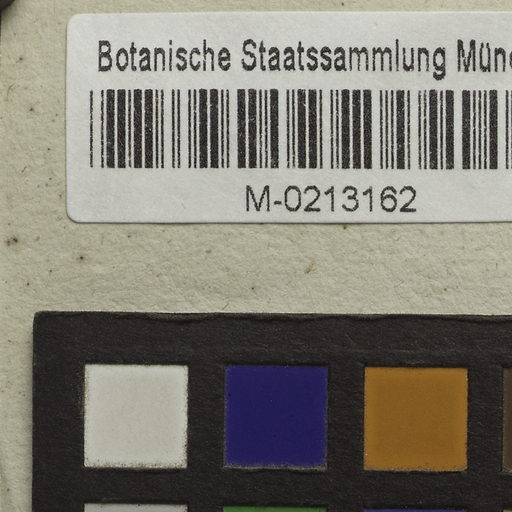 Botanische Staatssammlung Mün
M-0213162